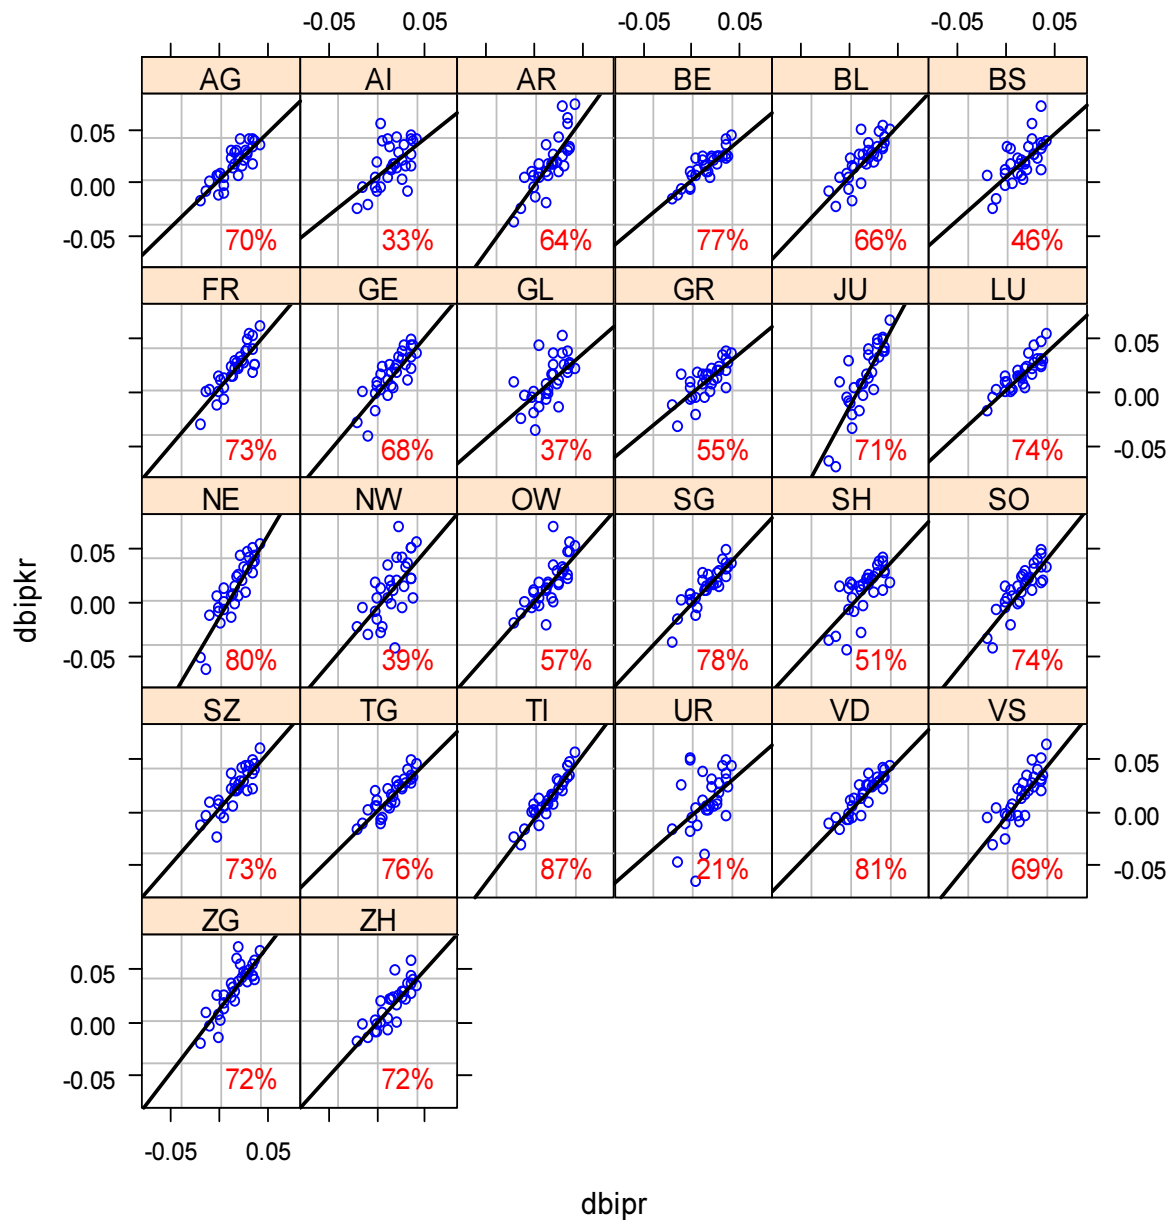 -0.05 0.05 -0.05 0.05 -0.05 0.05
AG AI AR BE BL BS
0.05
0.00
-0.05
70% 33% 64% 77% 66% 46%
FR GE GL GR JU LU
0.05
0.00
-0.05
73% 68% 37% 55% 71% 74%
NE NW OW SG SH SO
0.05
0.00
-0.05
80% 39% 57% 78% 51% 74%
SZ TG TI UR VD VS
0.05
0.00
-0.05
73% 76% 87% 21% 81% 69%
ZG ZH
0.05
0.00
-0.05
72% 72%
-0.05 0.05
dbipkr
dbipr